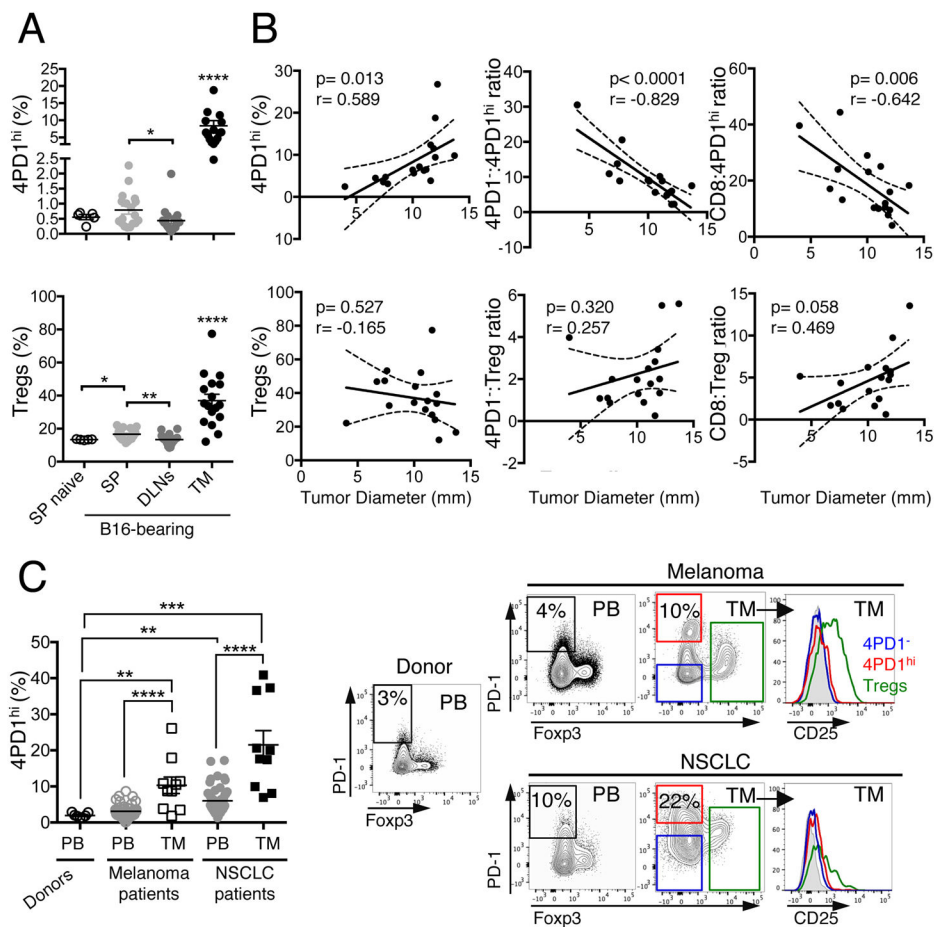 A
B
4PD1hi (%)
25
20
15
10
5
2.5
2.0
1.5
1.0
0.5
0.0
*
****
4PD1hi (%)
p= 0.013
r= 0.589
30
20
10
0
10
5
10
15
4PD1-:4PD1hi ratio
p< 0.0001
r= -0.829
40
30
20
10
0
-10
5
10
15
CD8:4PD1hi ratio
p= 0.006
r= -0.642
60
40
20
0
5
10
15
Tregs (%)
100
80
60
40
20
0
*
**
****
SP naive
SP
DLNs
TM
B16-bearing
Tregs (%)
p= 0.527
r= -0.165
100
80
60
40
20
0
0
5
10
15
Tumor Diameter (mm)
4PD1-:Treg ratio
p= 0.320
r= 0.257
6
4
2
0
-2
5
10
15
Tumor Diameter (mm)
CD8:Treg ratio
p= 0.058
r= 0.469
15
10
5
0
-5
5
10
15
Tumor Diameter (mm)
C
4PD1hi (%)
50
40
30
20
10
0
***
**
****
**
****
PB
PB
TM
PB
TM
Donors
Melanoma
patients
NSCLC
patients
Donor
3%
PB
PD-1
Foxp3
Melanoma
4%
PB
10%
TM
TM
4PD1-
4PD1hi
Tregs
PD-1
Foxp3
CD25
NSCLC
10%
PB
22%
TM
TM
PD-1
Foxp3
CD25